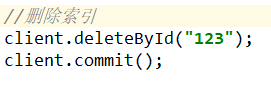 //删除索引
client.deleteById("123");
client.commit();